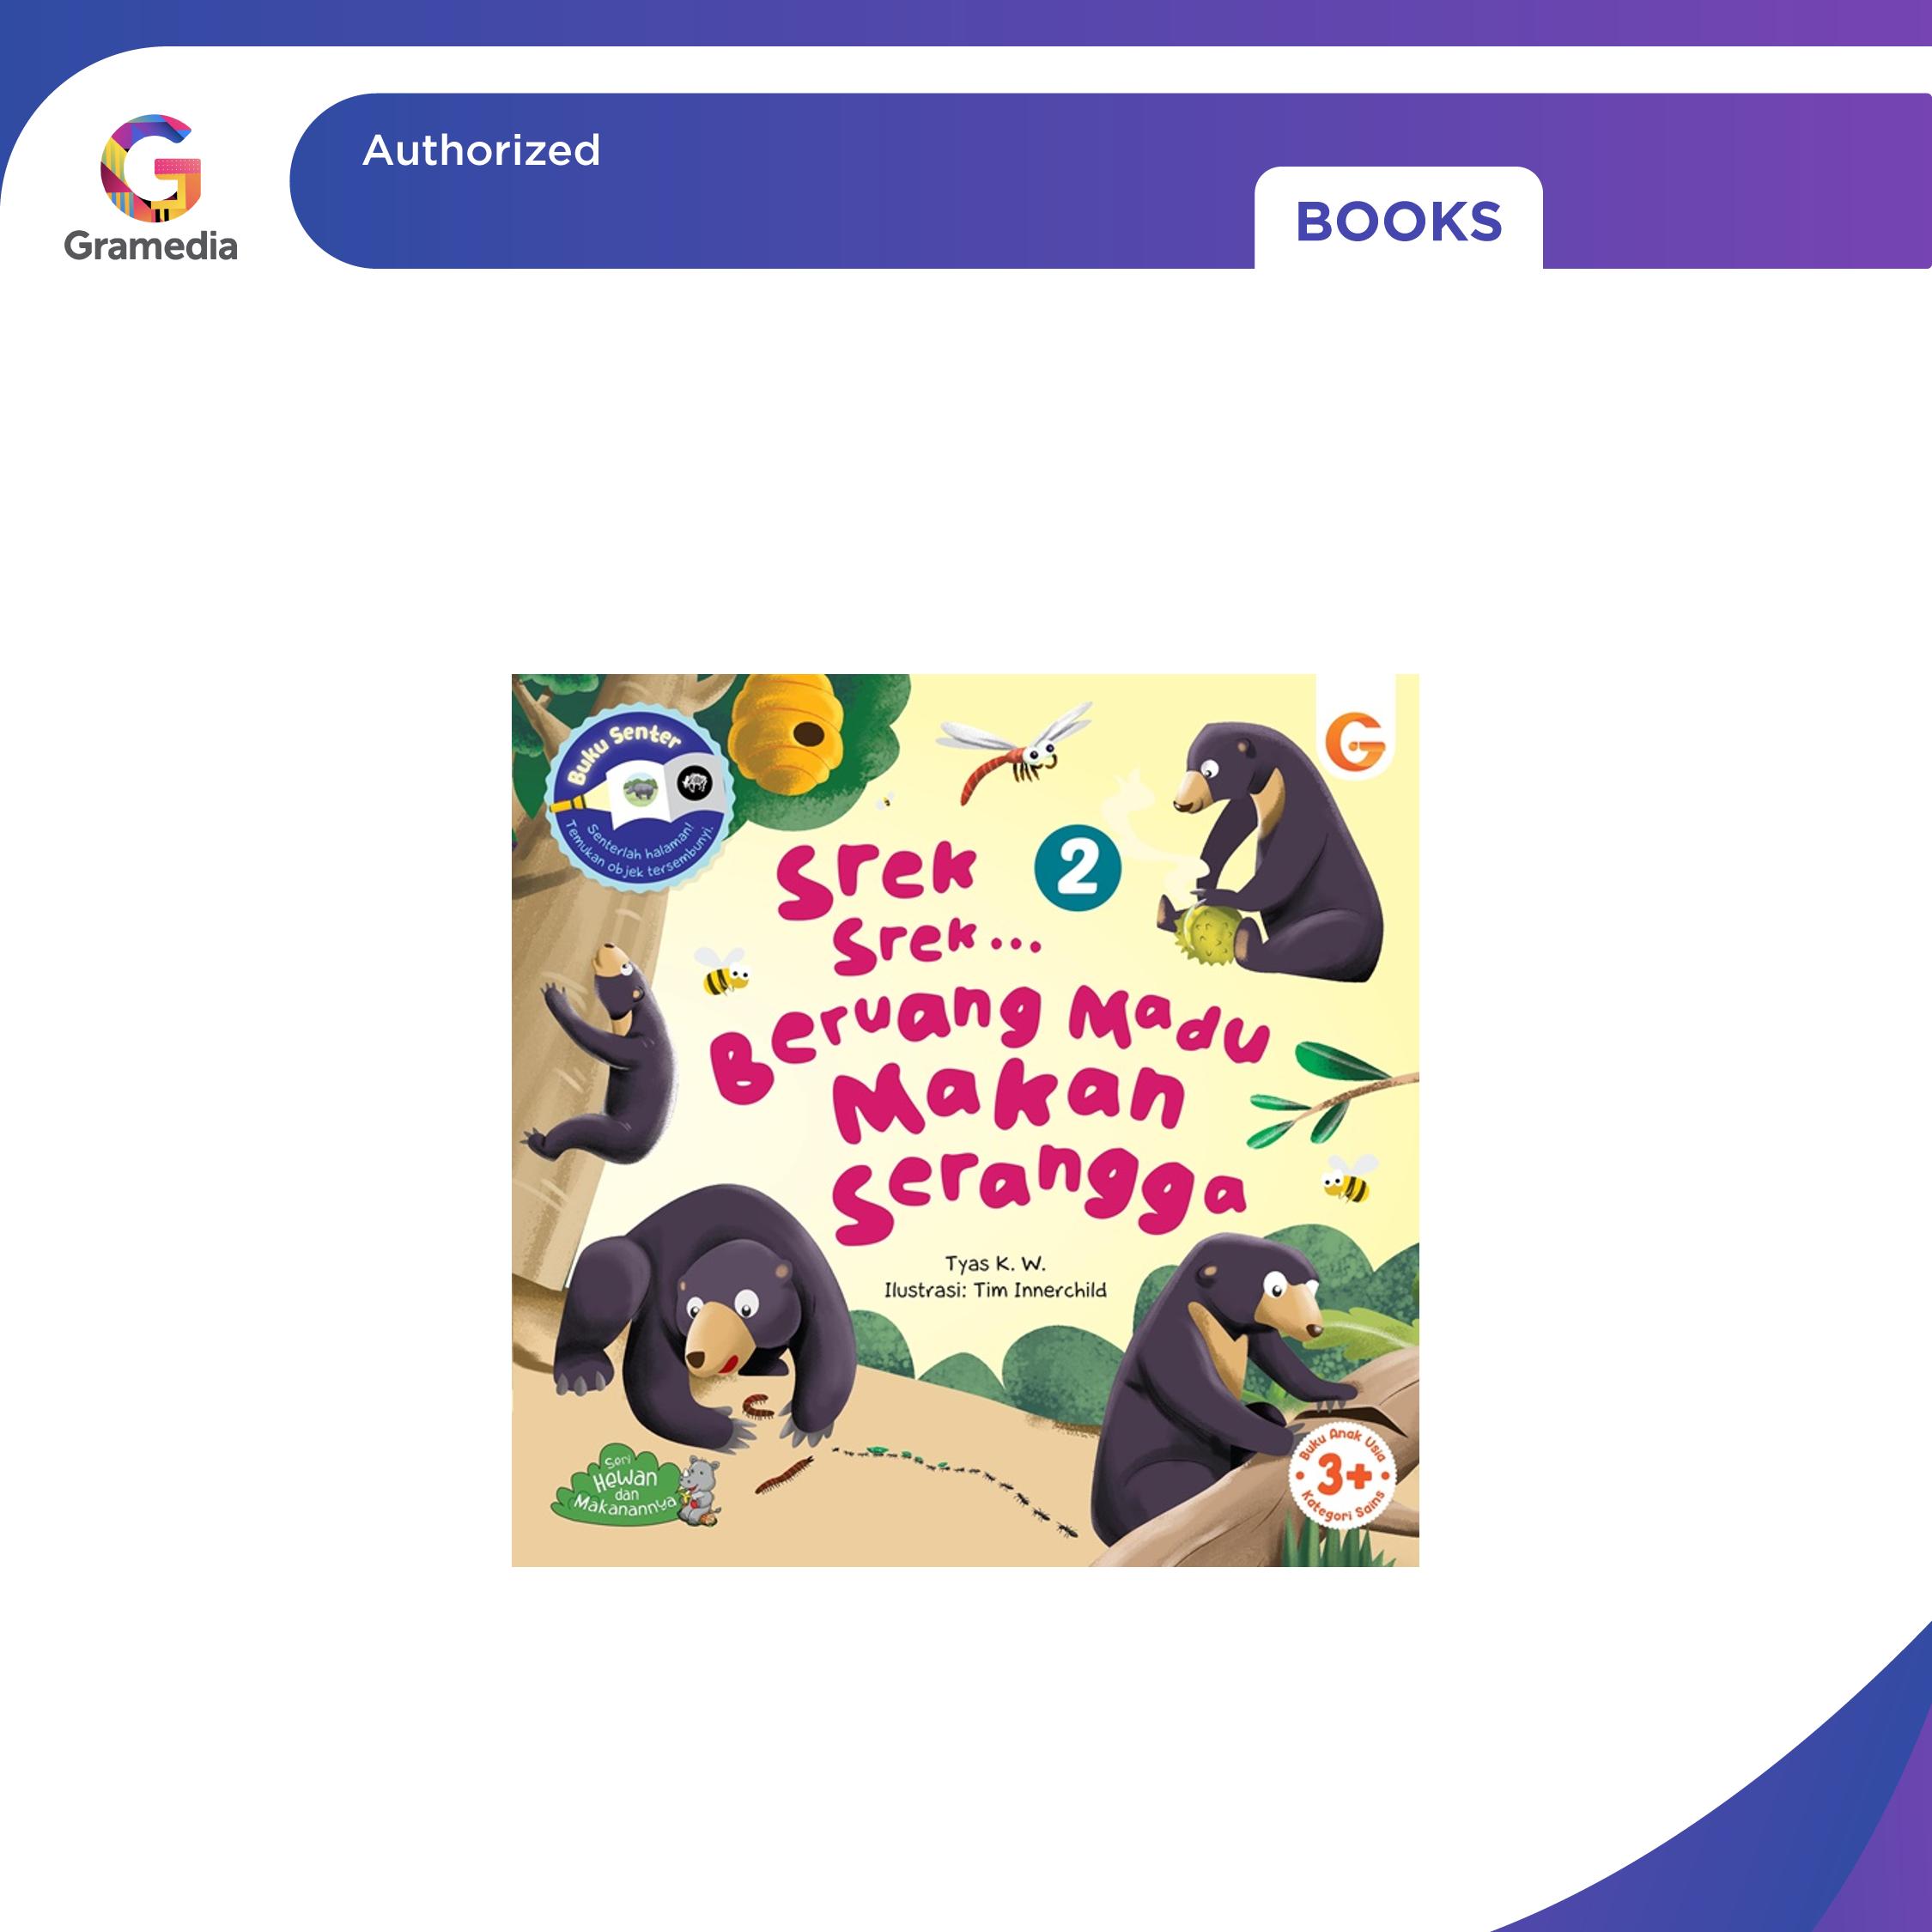 Authorized
Gramedia
BOOKS
Buku Senter
Senterlah halaman!
Temukan objek tersembunyi.
G
2
Srek
Srek...
Beruang Madu
Makan
Serangga
Tyas K. W.
Ilustrasi: Tim Innerchild
Seri
Hewan
dan
Makanannya
Buku Anak Usia
3+
Kategori Sains